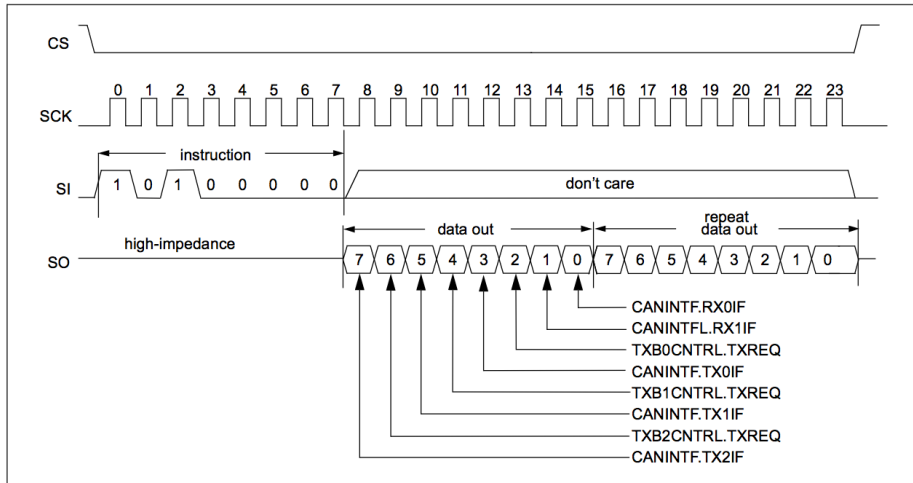 CS
0 1 2 3 4 5 6 7 8 9 10 11 12 13 14 15 16 17 18 19 20 21 22 23
SCK
instruction
SI 1 0 1 0 0 0 0 0 don't care
repeat
high-impedance data out data out
SO 7 6 5 4 3 2 1 0 7 6 5 4 3 2 1 0
CANINTF.RX0IF
CANINTFL.RX1IF
TXB0CNTRL.TXREQ
CANINTF.TX0IF
TXB1CNTRL.TXREQ
CANINTF.TX1IF
TXB2CNTRL.TXREQ
CANINTF.TX2IF